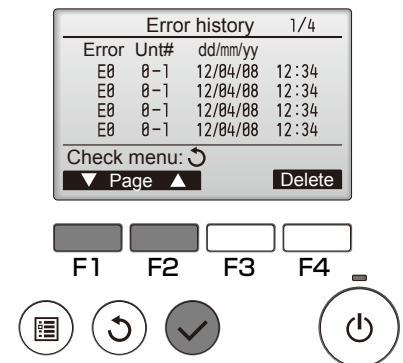 Error history 1/4
Error Unt# dd/mm/yy
E0 0-1 12/04/08 12:34
E0 0-1 12/04/08 12:34
E0 0-1 12/04/08 12:34
E0 0-1 12/04/08 12:34
Check menu:
▼ Page ▲ Delete
F1 F2 F3 F4